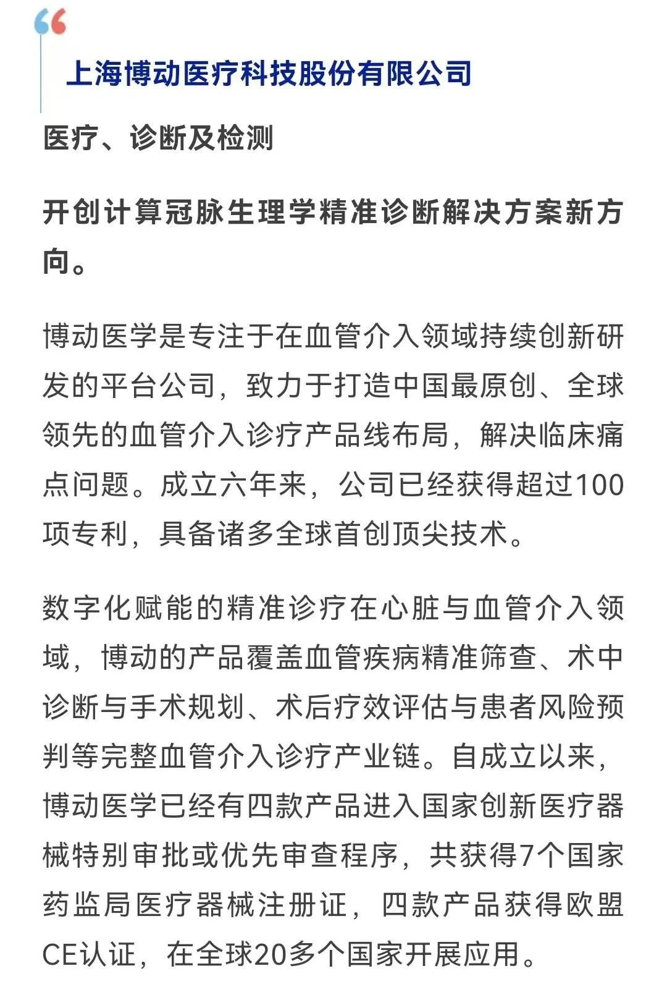 上海博动医疗科技股份有限公司
医疗、诊断及检测
开创计算冠脉生理学精准诊断解决方案新方
向。
博动医学是专注于在血管介入领域持续创新研
发的平台公司，致力于打造中国最原创、全球
领先的血管介入诊疗产品线布局，解决临床痛
点问题。成立六年来，公司已经获得超过100
项专利，具备诸多全球首创顶尖技术。
数字化赋能的精准诊疗在心脏与血管介入领
域，博动的产品覆盖血管疾病精准筛查、术中
诊断与手术规划、术后疗效评估与患者风险预
判等完整血管介入诊疗产业链。自成立以来，
博动医学已经有四款产品进入国家创新医疗器
械特别审批或优先审查程序，共获得7个国家
药监局医疗器械注册证，四款产品获得欧盟
CE认证，在全球20多个国家开展应用。